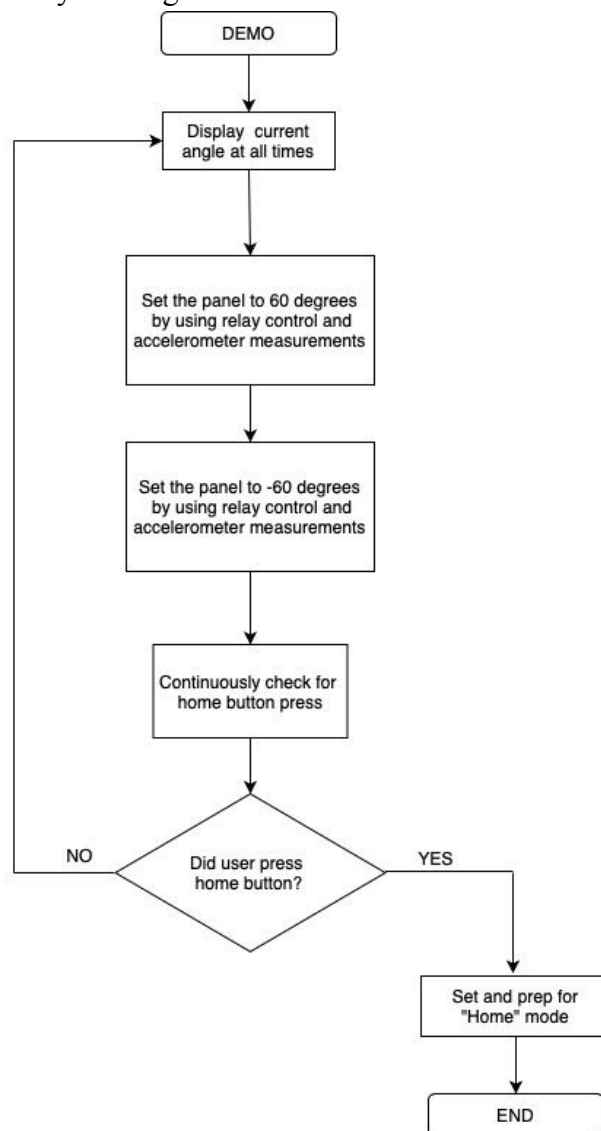 DEMO
Display current
angle at all times
Set the panel to 60 degrees
by using relay control and
accelerometer measurements
Set the panel to -60 degrees
by using relay control and
accelerometer measurements
Continuously check for
home button press
NO
Did user press
home button?
YES
Set and prep for
"Home" mode
END